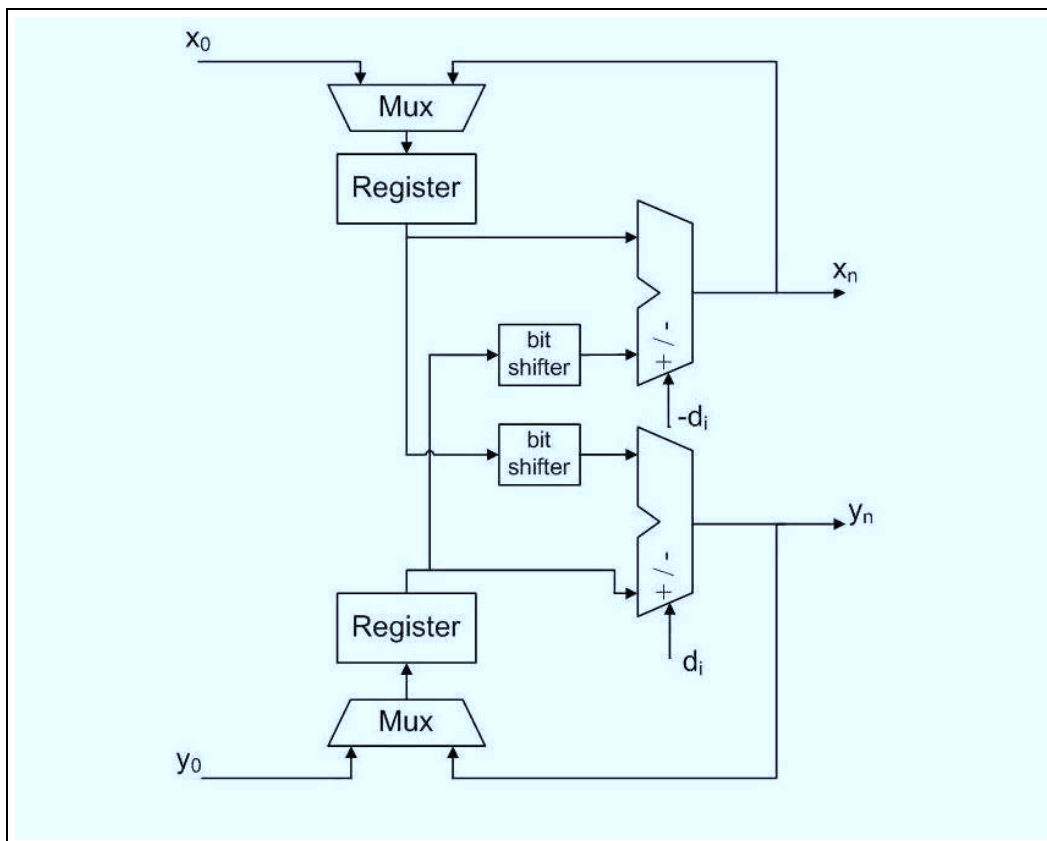 x0
Mux
Register
xn
+ / -
bit
shifter
-di
bit
shifter
yn
+ / -
Register
di
Mux
y0